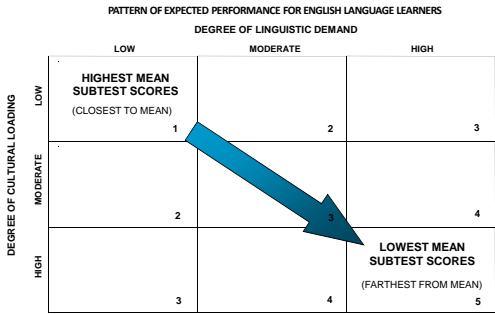 PATTERN OF EXPECTED PERFORMANCE FOR ENGLISH LANGUAGE LEARNERS
DEGREE OF LINGUISTIC DEMAND
LOW MODERATE HIGH
DEGREE OF CULTURAL LOADING
LOW
HIGHEST MEAN
SUBTEST SCORES
(CLOSEST TO MEAN)
1 2 3
MODERATE
2 3 4
HIGH
LOWEST MEAN
SUBTEST SCORES
(FARTHEST FROM MEAN)
3 4 5